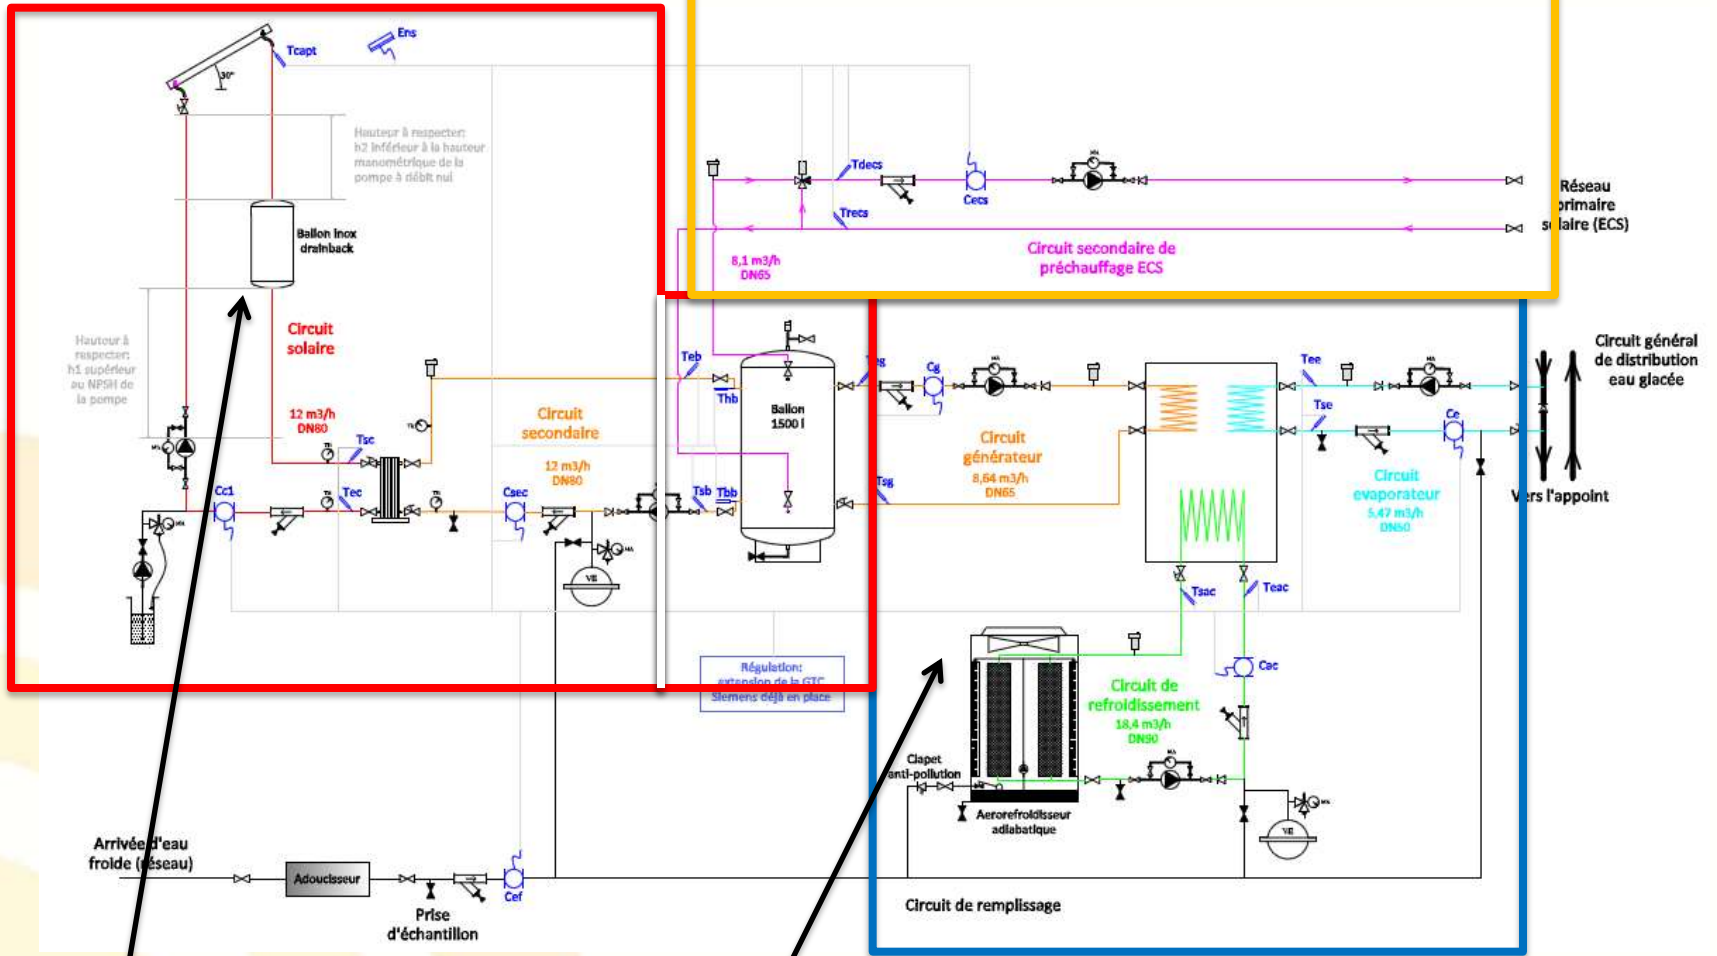 Tcapt
Ens
30°
Hauteur à respecter:
h2 inférieur à la hauteur
manométrique de la
pompe à débit nul
Ballon inox
drainback
Hauteur à
respecter:
h1 supérieur
au NPSH de
la pompe
Circuit
solaire
12 m3/h
DN80
Tsc
Tec
Cc1
Circuit
secondaire
12 m3/h
DN80
Csec
VE
Teb
Thb
Tsb
Tbb
Ballon
1500 l
Tdecs
Trecs
Cecs
8,1 m3/h
DN65
Circuit secondaire de
préchauffage ECS
Réseau
primaire
solaire (ECS)
Cg
Tsg
Circuit
générateur
8,64 m3/h
DN65
Tee
Tse
Ce
Circuit
evaporateur
5,47 m3/h
DN50
Circuit général
de distribution
eau glacée
Vers l'appoint
Tsac
Teac
Cac
Circuit de
refroidissement
18,4 m3/h
DN90
Régulation:
extension de la GTC
Siemens déjà en place
Clapet
anti-pollution
Aerorefroidisseur
adiabatique
VE
Arrivée d'eau
froide (réseau)
Adoucisseur
Prise
d'échantillon
Cef
Circuit de remplissage